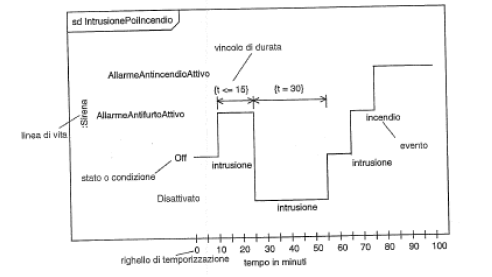 sd IntrusionePoiIncendio
vincolo di durata
AllarmeAntincendioAttivo
{t <= 15}
{t = 30}
:Sirena
AllarmeAntifurtoAttivo
incendio
linea di vita
evento
Off
intrusione
intrusione
stato o condizione
Disattivato
intrusione
0 10 20 30 40 50 60 70 80 90 100
righello di temporizzazione
tempo in minuti